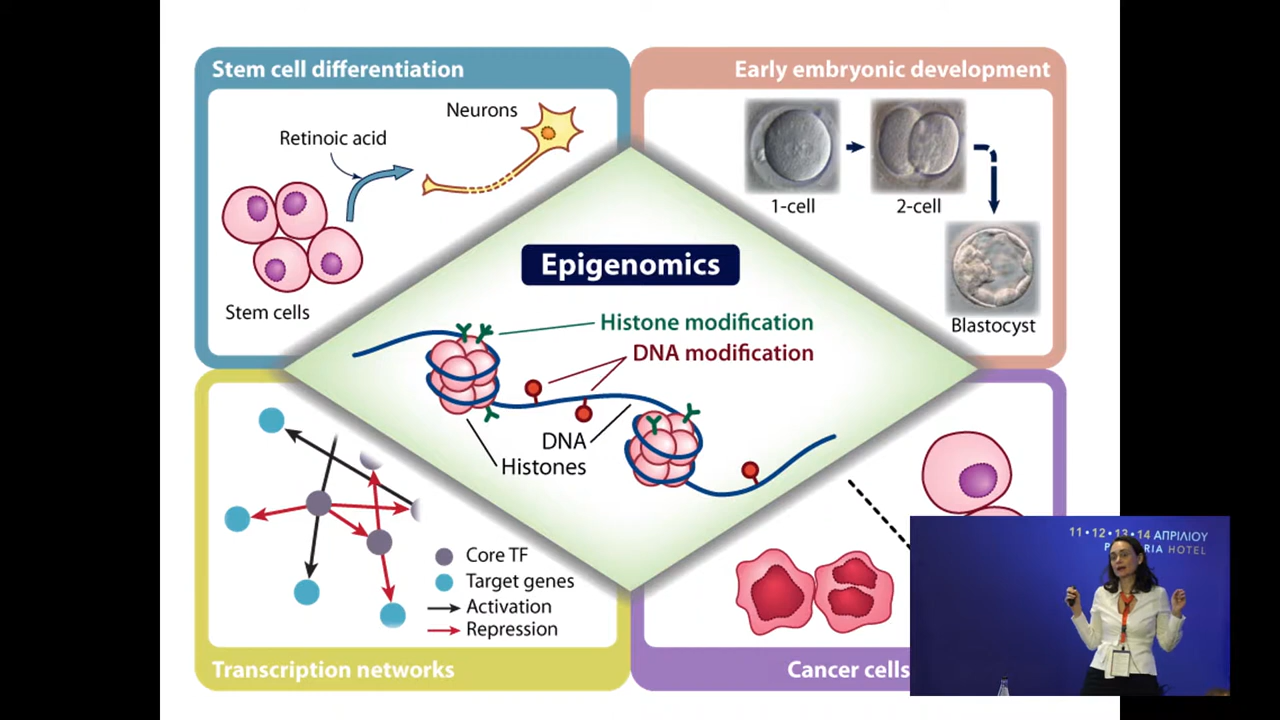 Stem cell differentiation
Early embryonic development
Neurons
Retinoic acid
Stem cells
1-cell
2-cell
Blastocyst
Epigenomics
Histone modification
DNA modification
DNA
Histones
Core TF
Target genes
Activation
Repression
Transcription networks
Cancer cells
11•12•13•14 ΑΠΡΙΛΙΟΥ
RIA HOTEL